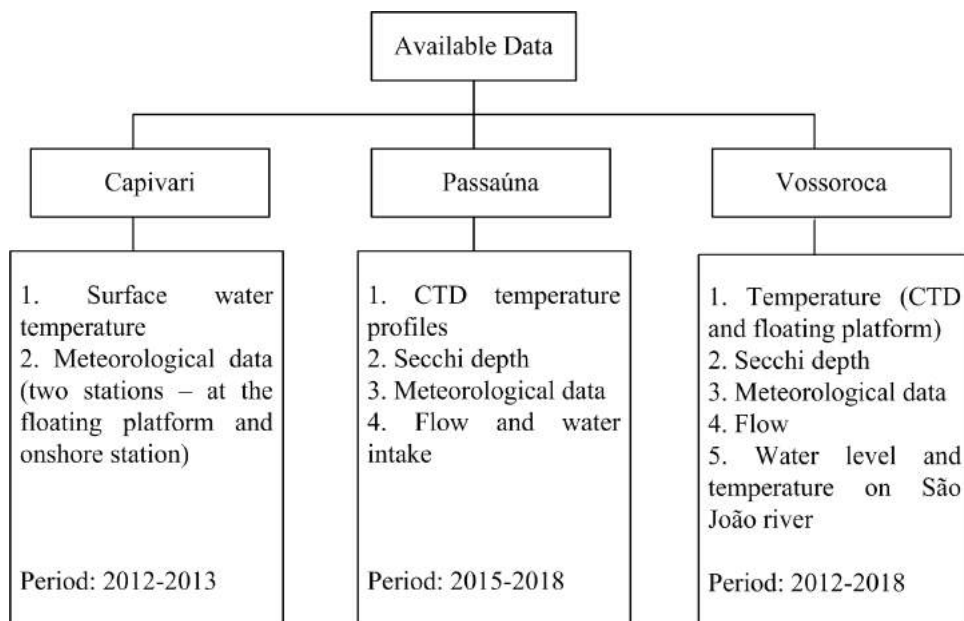 Available Data
Capivari
Passaúna
Vossoroca
1. Surface water
temperature
2. Meteorological data
(two stations – at the
floating platform and
onshore station)
Period: 2012-2013
1. CTD temperature
profiles
2. Secchi depth
3. Meteorological data
4. Flow and water
intake
Period: 2015-2018
1. Temperature (CTD
and floating platform)
2. Secchi depth
3. Meteorological data
4. Flow
5. Water level and
temperature on São
João river
Period: 2012-2018